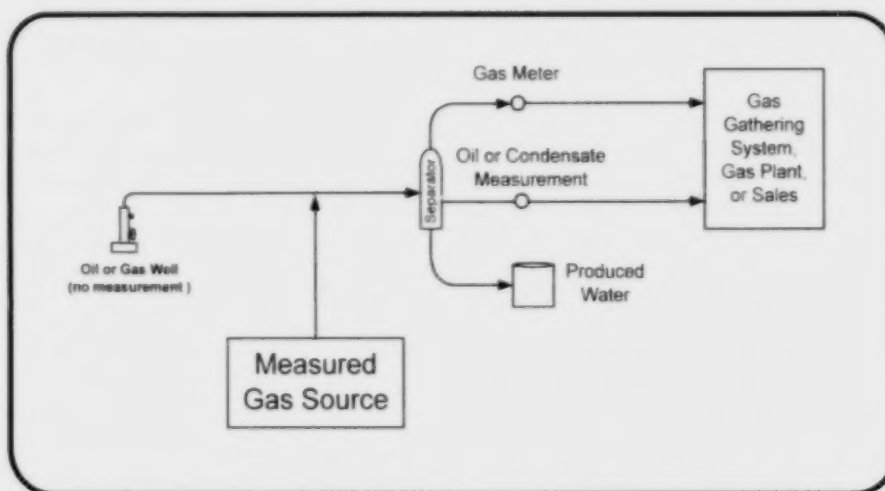 Gas Meter
Gas
Gathering
System,
Gas Plant,
or Sales
Oil or Condensate
Measurement
Separator
Oil or Gas Well
(no measurement)
Produced
Water
Measured
Gas Source